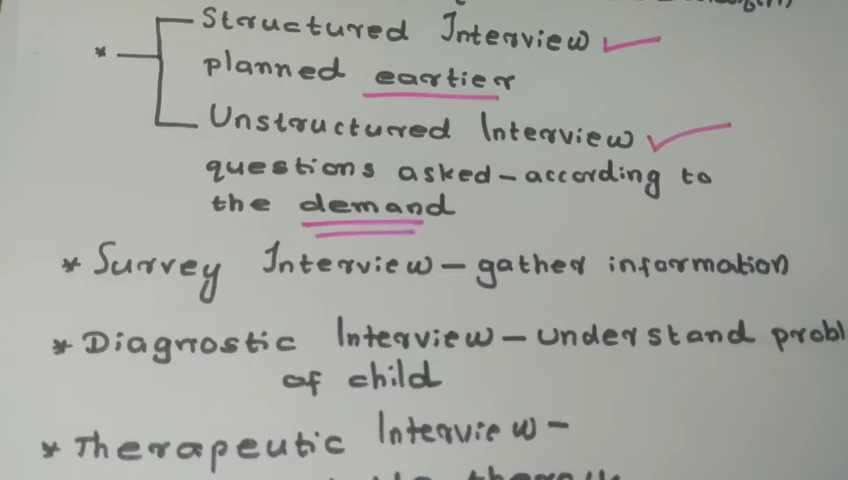 Structured Interview
* planned eartier
Unstructured Interview
questions asked - according to
the demand
* Survey Interview - gather information
* Diagnostic Interview - understand probl
of child
* Therapeutic Interview -